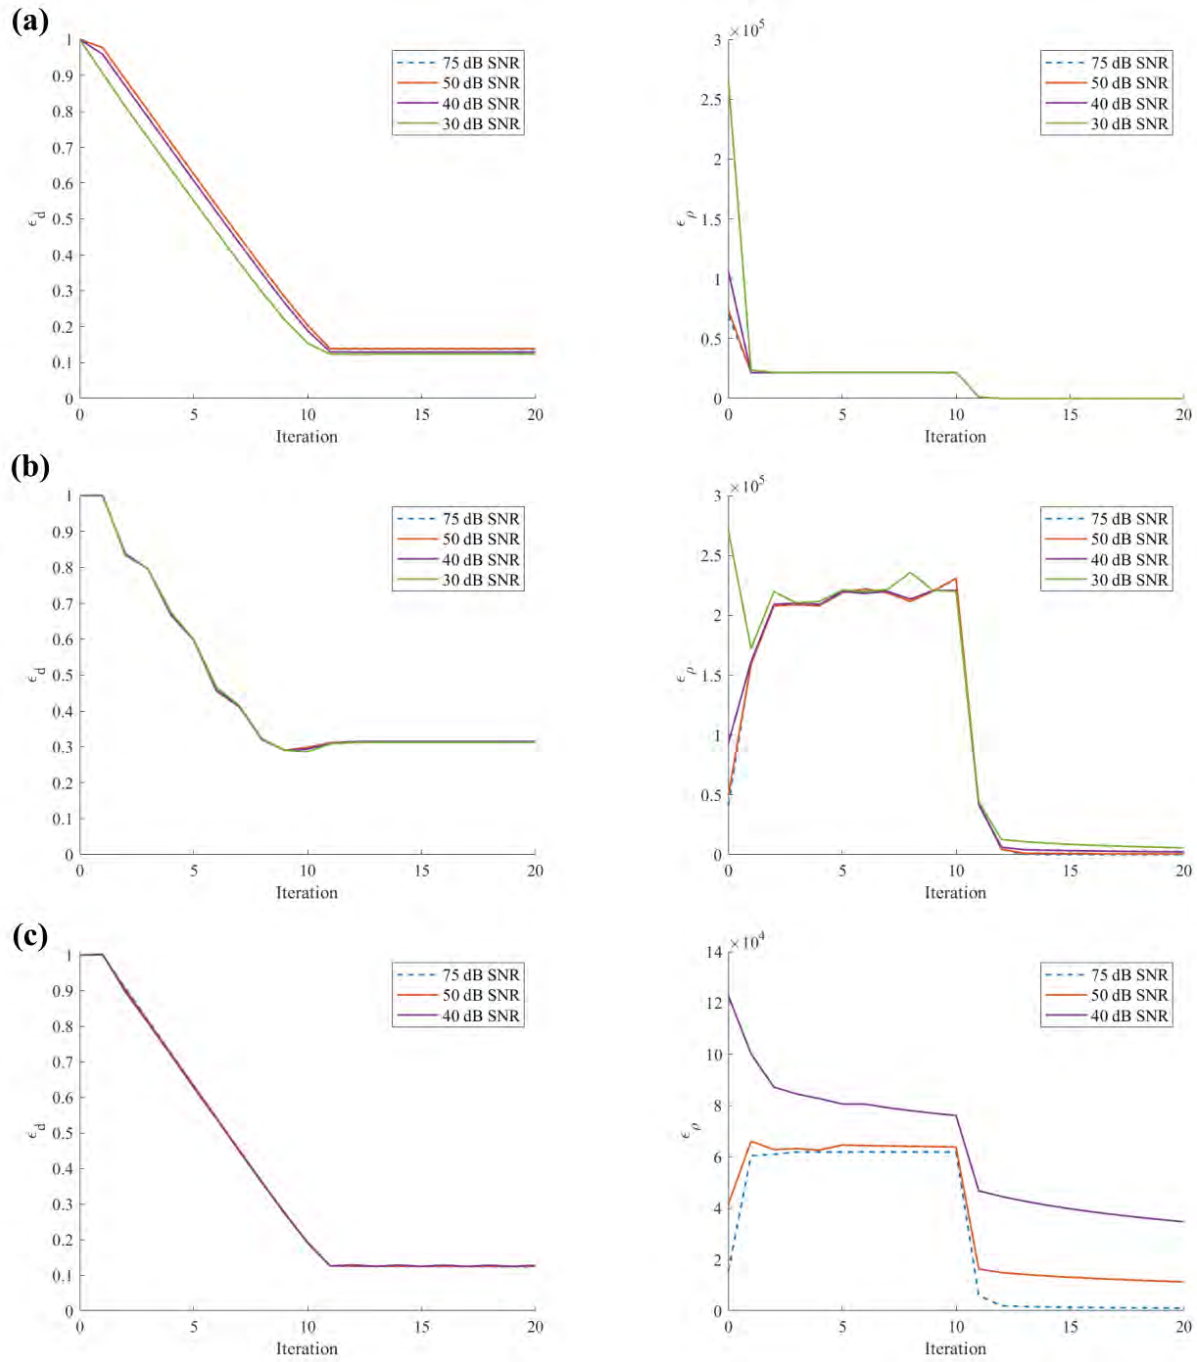 (a)
1
0.9
0.8
0.7
0.6
0.5
0.4
0.3
0.2
0.1
0
ϵd
0 5 10 15 20
Iteration
75 dB SNR
50 dB SNR
40 dB SNR
30 dB SNR
×10^5
3
2.5
2
1.5
1
0.5
0
ϵρ
0 5 10 15 20
Iteration
75 dB SNR
50 dB SNR
40 dB SNR
30 dB SNR
(b)
1
0.9
0.8
0.7
0.6
0.5
0.4
0.3
0.2
0.1
0
ϵd
0 5 10 15 20
Iteration
75 dB SNR
50 dB SNR
40 dB SNR
30 dB SNR
×10^5
3
2.5
2
1.5
1
0.5
0
ϵρ
0 5 10 15 20
Iteration
75 dB SNR
50 dB SNR
40 dB SNR
30 dB SNR
(c)
1
0.9
0.8
0.7
0.6
0.5
0.4
0.3
0.2
0.1
0
ϵd
0 5 10 15 20
Iteration
75 dB SNR
50 dB SNR
40 dB SNR
×10^4
14
12
10
8
6
4
2
0
ϵρ
0 5 10 15 20
Iteration
75 dB SNR
50 dB SNR
40 dB SNR